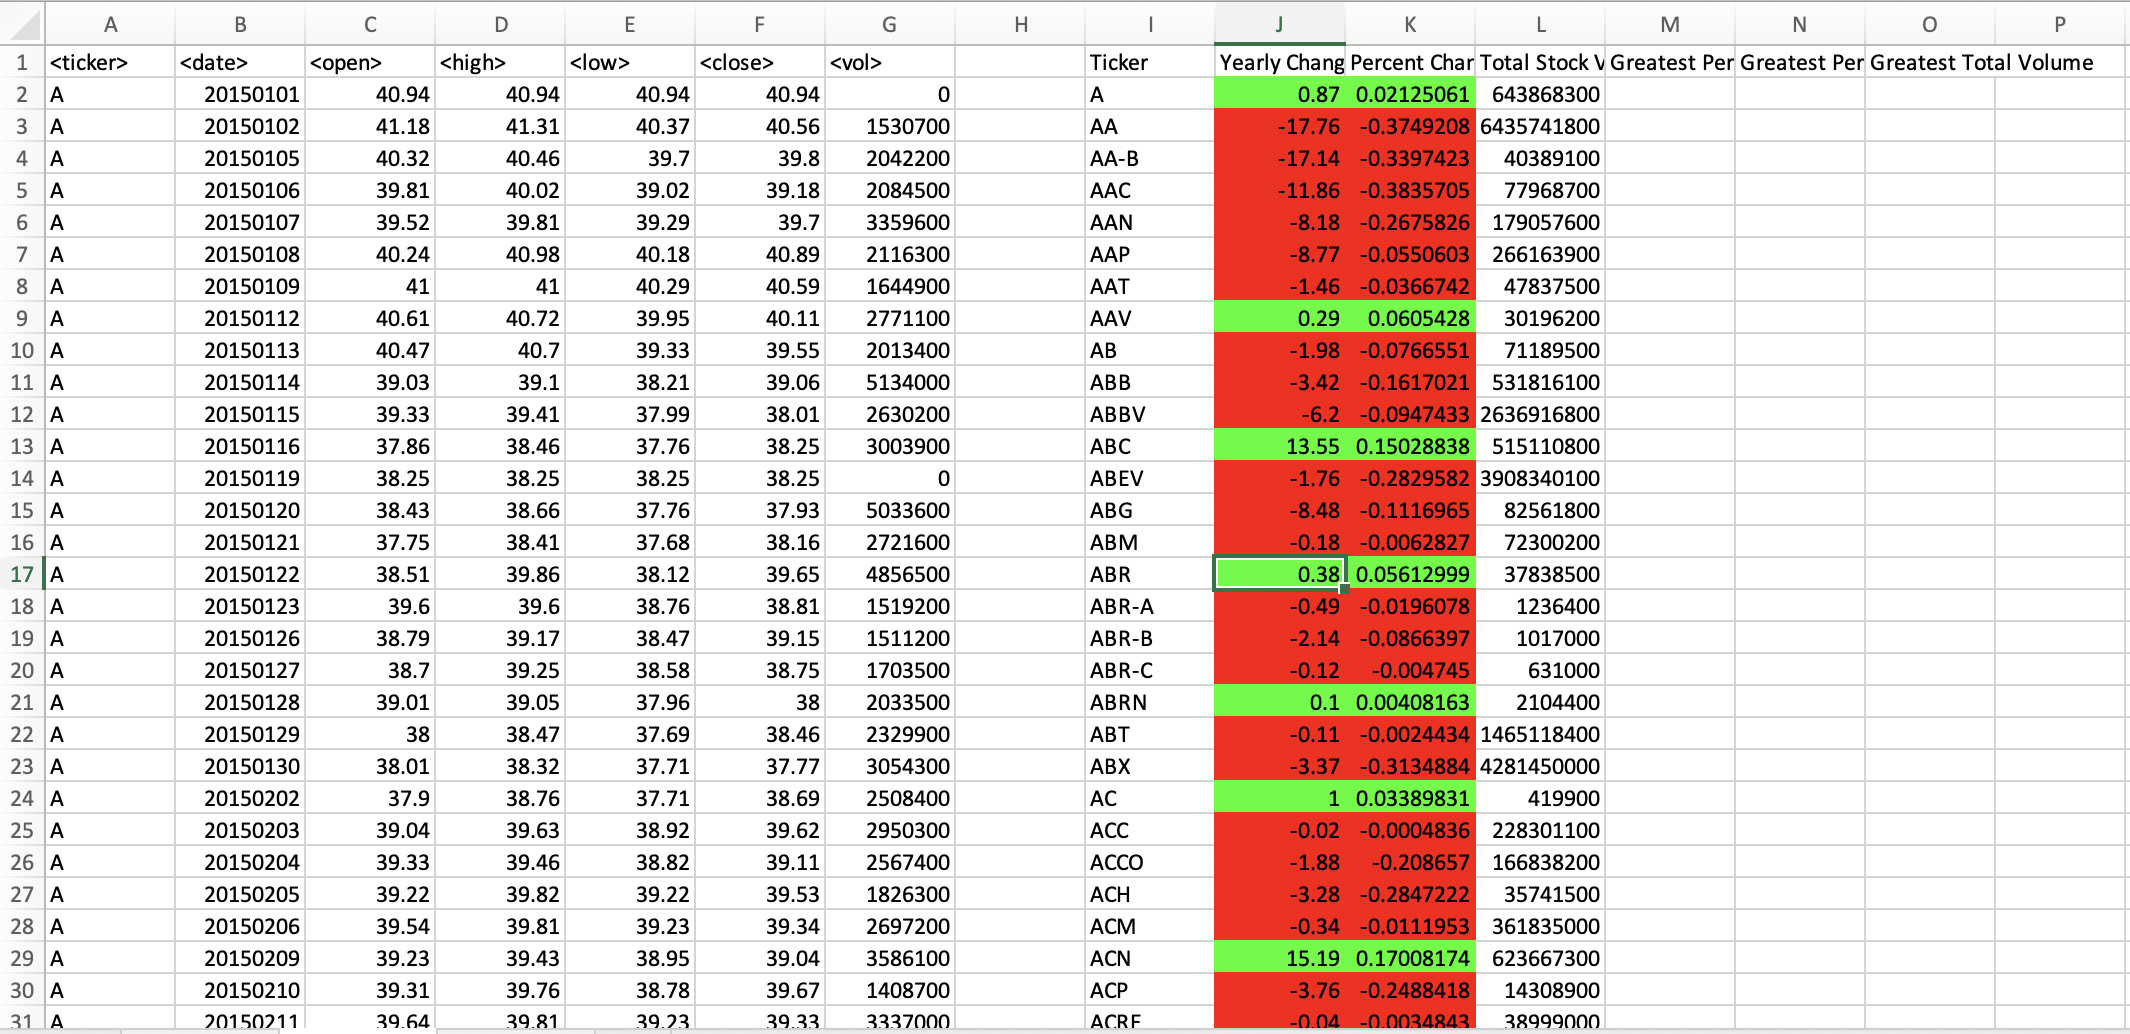 A B C D E F G H I J K L M N O P
1 <ticker> <date> <open> <high> <low> <close> <vol> Ticker Yearly Chang Percent Char Total Stock V Greatest Per Greatest Per Greatest Total Volume
2 A 20150101 40.94 40.94 40.94 40.94 0 A 0.87 0.02125061 643868300
3 A 20150102 41.18 41.31 40.37 40.56 1530700 AA -17.76 -0.3749208 6435741800
4 A 20150105 40.32 40.46 39.7 39.8 2042200 AA-B -17.14 -0.3397423 40389100
5 A 20150106 39.81 40.02 39.02 39.18 2084500 AAC -11.86 -0.3835705 77968700
6 A 20150107 39.52 39.81 39.29 39.7 3359600 AAN -8.18 -0.2675826 179057600
7 A 20150108 40.24 40.98 40.18 40.89 2116300 AAP -8.77 -0.0550603 266163900
8 A 20150109 41 41 40.29 40.59 1644900 AAT -1.46 -0.0366742 47837500
9 A 20150112 40.61 40.72 39.95 40.11 2771100 AAV 0.29 0.0605428 30196200
10 A 20150113 40.47 40.7 39.33 39.55 2013400 AB -1.98 -0.0766551 71189500
11 A 20150114 39.03 39.1 38.21 39.06 5134000 ABB -3.42 -0.1617021 531816100
12 A 20150115 39.33 39.41 37.99 38.01 2630200 ABBV -6.2 -0.0947433 2636916800
13 A 20150116 37.86 38.46 37.76 38.25 3003900 ABC 13.55 0.15028838 515110800
14 A 20150119 38.25 38.25 38.25 38.25 0 ABEV -1.76 -0.2829582 3908340100
15 A 20150120 38.43 38.66 37.76 37.93 5033600 ABG -8.48 -0.1116965 82561800
16 A 20150121 37.75 38.41 37.68 38.16 2721600 ABM -0.18 -0.0062827 72300200
17 A 20150122 38.51 39.86 38.12 39.65 4856500 ABR 0.38 0.05612999 37838500
18 A 20150123 39.6 39.6 38.76 38.81 1519200 ABR-A -0.49 -0.0196078 1236400
19 A 20150126 38.79 39.17 38.47 39.15 1511200 ABR-B -2.14 -0.0866397 1017000
20 A 20150127 38.7 39.25 38.58 38.75 1703500 ABR-C -0.12 -0.004745 631000
21 A 20150128 39.01 39.05 37.96 38 2033500 ABRN 0.1 0.00408163 2104400
22 A 20150129 38 38.47 37.69 38.46 2329900 ABT -0.11 -0.0024434 1465118400
23 A 20150130 38.01 38.32 37.71 37.77 3054300 ABX -3.37 -0.3134884 4281450000
24 A 20150202 37.9 38.76 37.71 38.69 2508400 AC 1 0.03389831 419900
25 A 20150203 39.04 39.63 38.92 39.62 2950300 ACC -0.02 -0.0004836 228301100
26 A 20150204 39.33 39.46 38.82 39.11 2567400 ACCO -1.88 -0.208657 166838200
27 A 20150205 39.22 39.82 39.22 39.53 1826300 ACH -3.28 -0.2847222 35741500
28 A 20150206 39.54 39.81 39.23 39.34 2697200 ACM -0.34 -0.0111953 361835000
29 A 20150209 39.23 39.43 38.95 39.04 3586100 ACN 15.19 0.17008174 623667300
30 A 20150210 39.31 39.76 38.78 39.67 1408700 ACP -3.76 -0.2488418 14308900
31 A 20150211 39.64 39.81 39.23 39.33 3337000 ACRE -0.04 -0.0034843 38999000